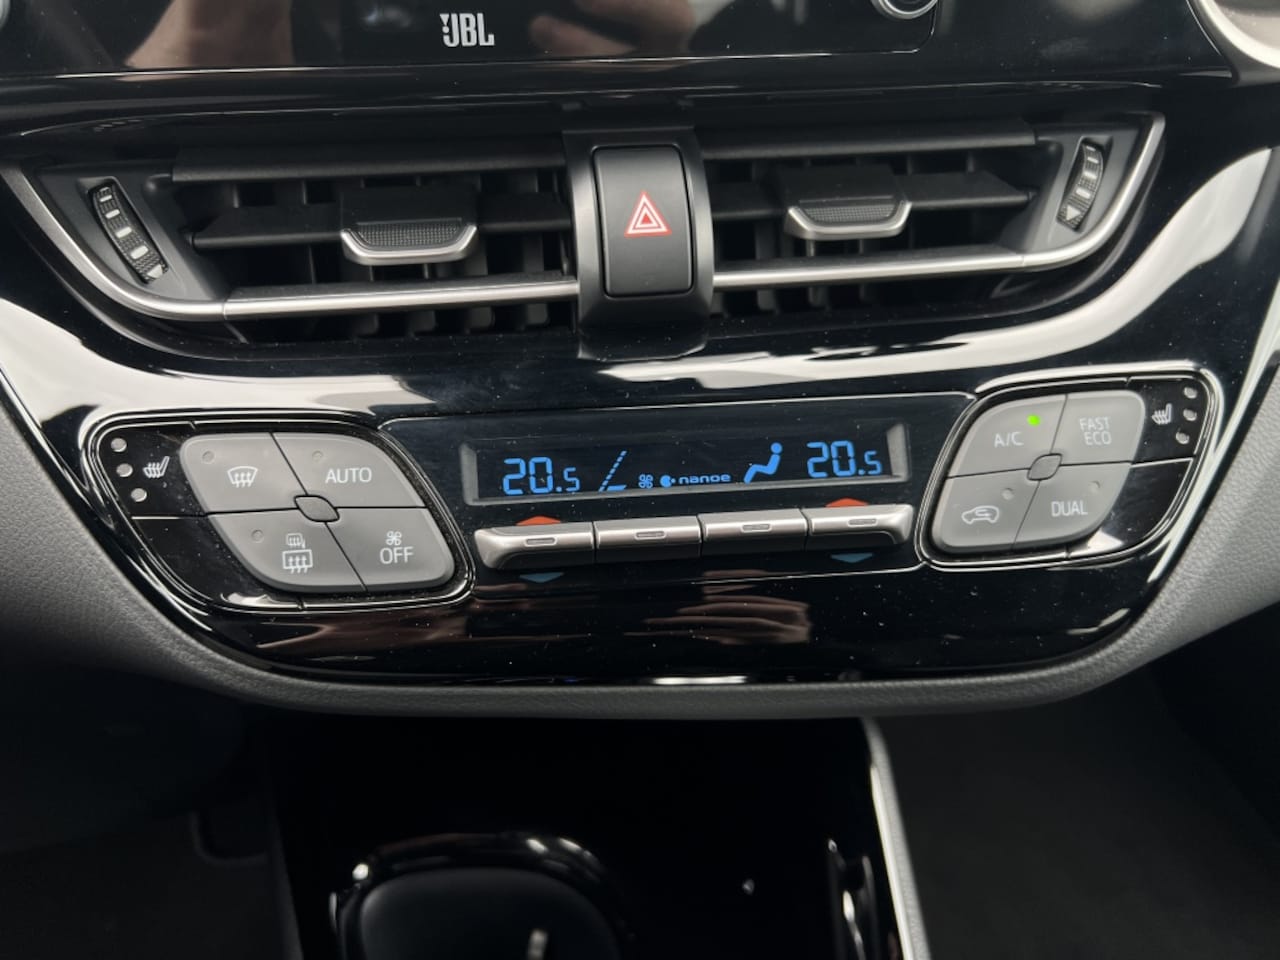 JBL
AUTO
OFF
20.5
nanoe
20.5
A/C
FAST
ECO
DUAL